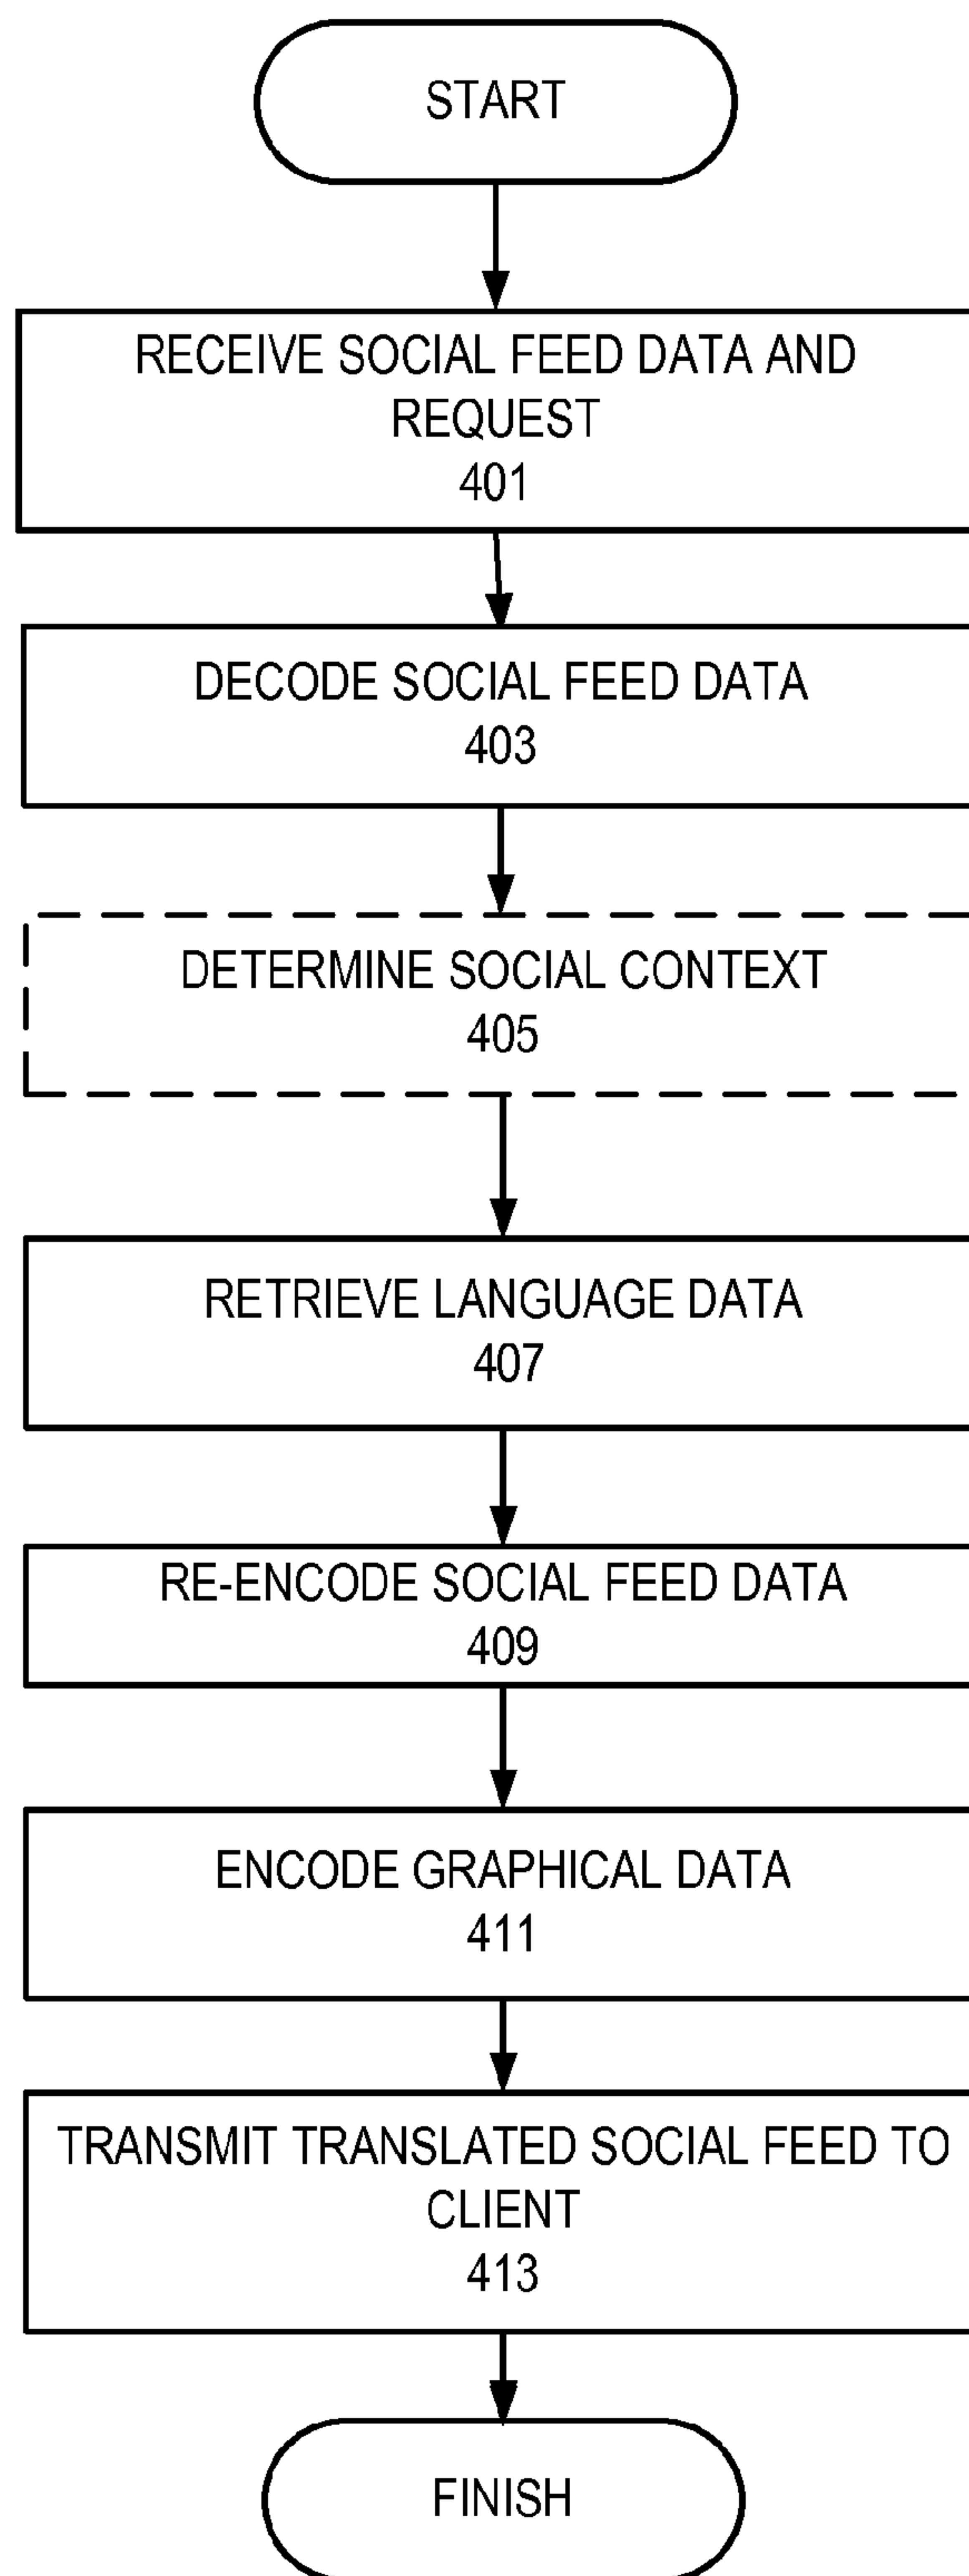 START
RECEIVE SOCIAL FEED DATA AND
REQUEST
401
DECODE SOCIAL FEED DATA
403
DETERMINE SOCIAL CONTEXT
405
RETRIEVE LANGUAGE DATA
407
RE-ENCODE SOCIAL FEED DATA
409
ENCODE GRAPHICAL DATA
411
TRANSMIT TRANSLATED SOCIAL FEED TO
CLIENT
413
FINISH